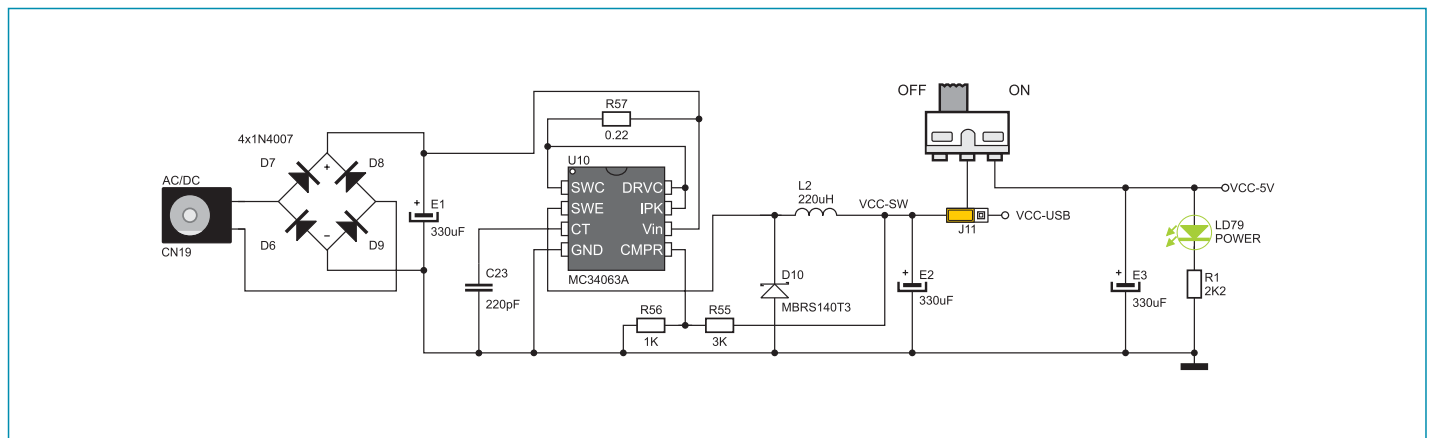 OFF
ON
R57
0.22
4x1N4007
D7
D8
U10
AC/DC
SWC
DRVC
L2
220uH
SWE
IPK
VCC-SW
VCC-5V
E1
330uF
CT
Vin
VCC-USB
J11
LD79
POWER
D6
D9
GND
CMPR
CN19
C23
220pF
MC34063A
D10
MBRS140T3
E2
330uF
E3
330uF
R1
2K2
R56
1K
R55
3K
+
-
+
+
+